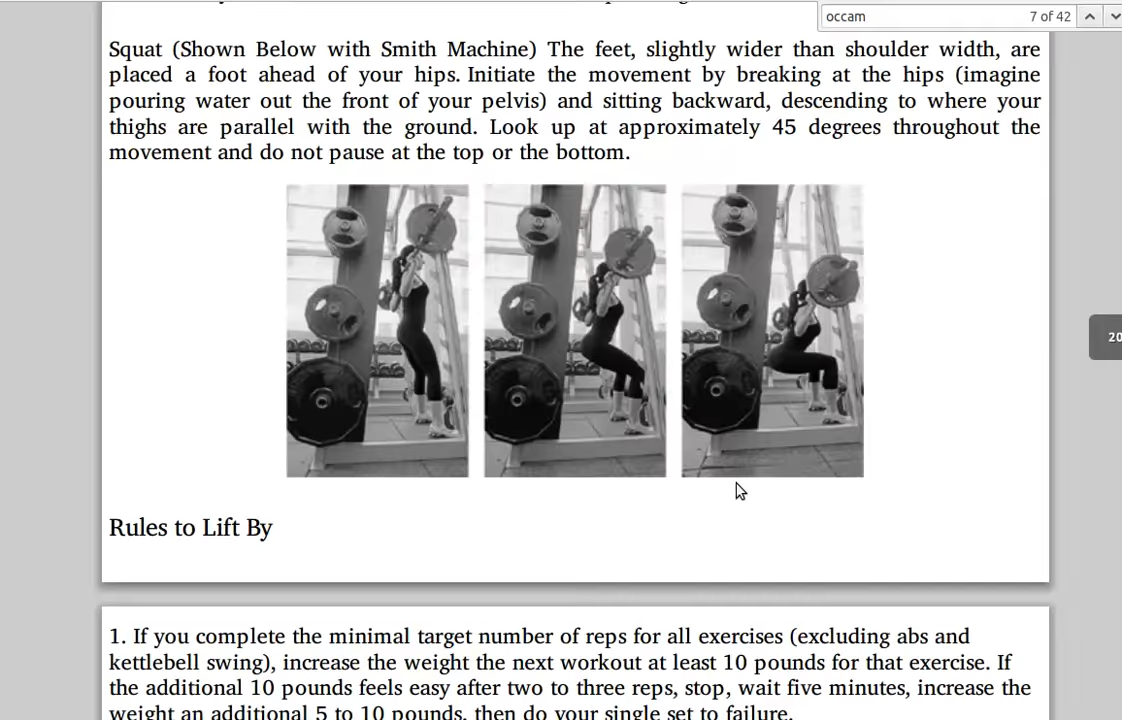 occam
7 of 42
Squat (Shown Below with Smith Machine) The feet, slightly wider than shoulder width, are
placed a foot ahead of your hips. Initiate the movement by breaking at the hips (imagine
pouring water out the front of your pelvis) and sitting backward, descending to where your
thighs are parallel with the ground. Look up at approximately 45 degrees throughout the
movement and do not pause at the top or the bottom.
20
Rules to Lift By
1. If you complete the minimal target number of reps for all exercises (excluding abs and
kettlebell swing), increase the weight the next workout at least 10 pounds for that exercise. If
the additional 10 pounds feels easy after two to three reps, stop, wait five minutes, increase the
weight an additional 5 to 10 pounds, then do your single set to failure.